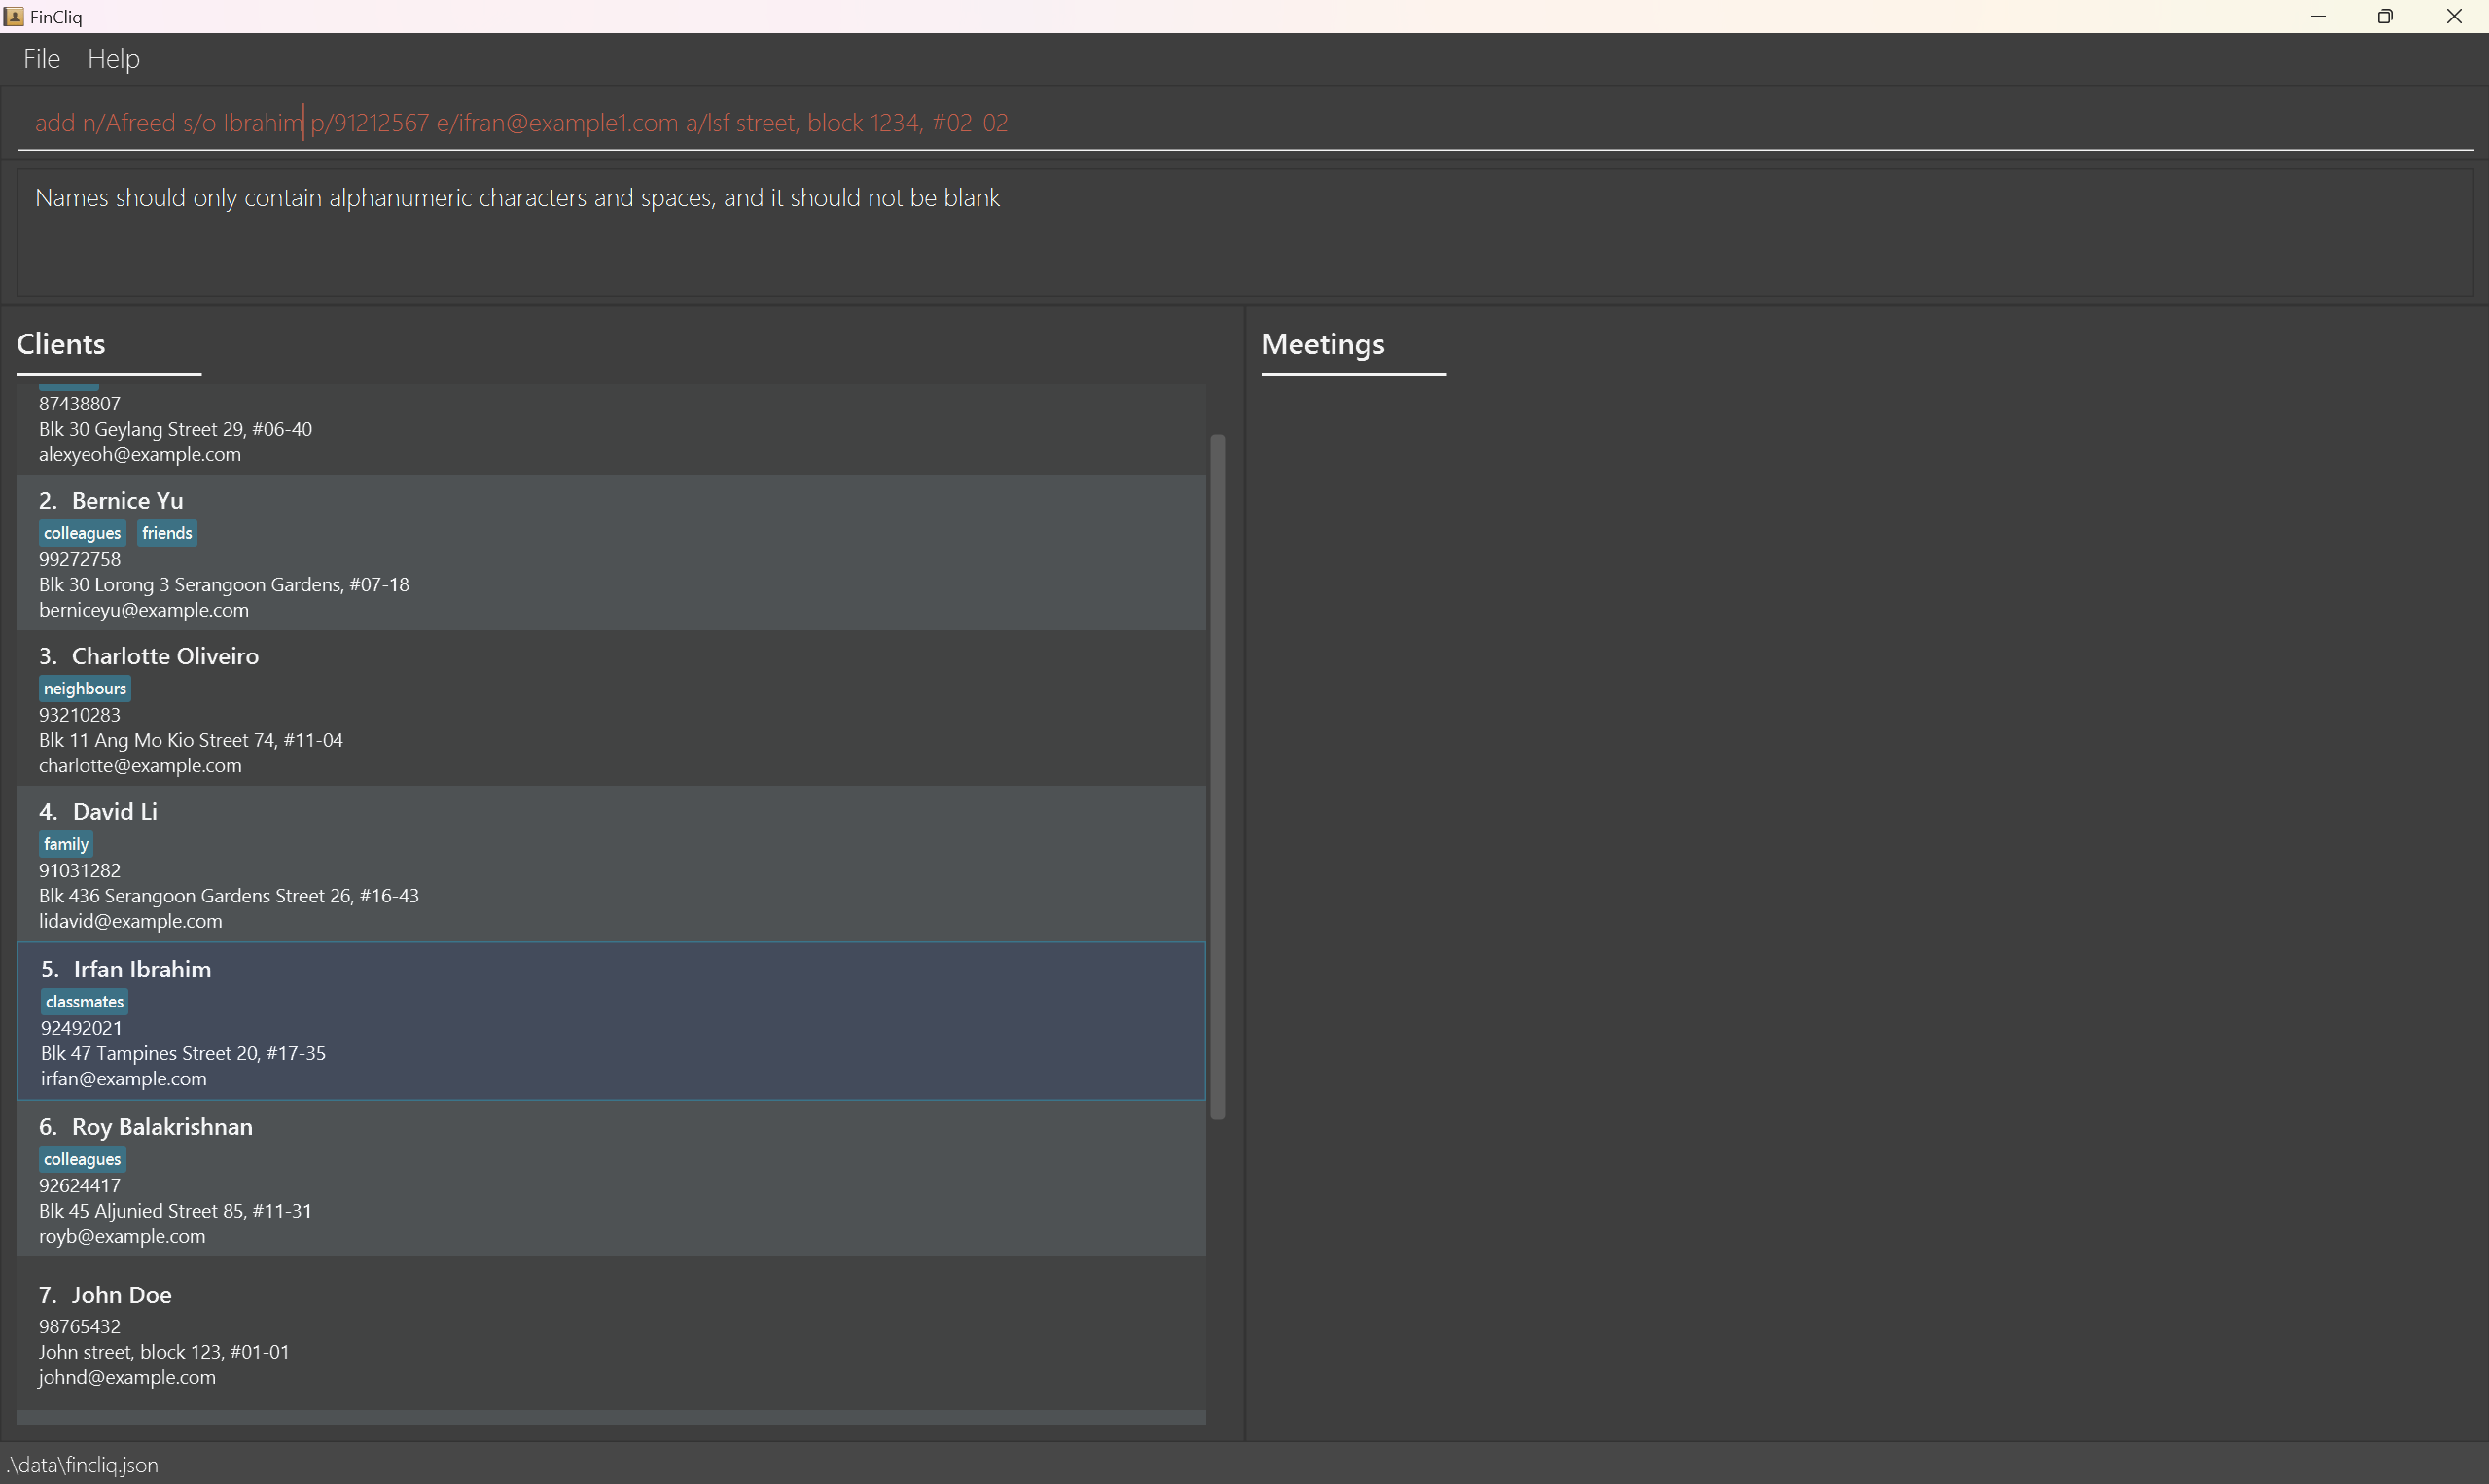 FinCliq
File Help
add n/Afreed s/o Ibrahim p/91212567 e/ifran@example1.com a/lsf street, block 1234, #02-02
Names should only contain alphanumeric characters and spaces, and it should not be blank
Clients
87438807
Blk 30 Geylang Street 29, #06-40
alexyeoh@example.com
2. Bernice Yu
colleagues friends
99272758
Blk 30 Lorong 3 Serangoon Gardens, #07-18
berniceyu@example.com
3. Charlotte Oliveiro
neighbours
93210283
Blk 11 Ang Mo Kio Street 74, #11-04
charlotte@example.com
4. David Li
family
91031282
Blk 436 Serangoon Gardens Street 26, #16-43
lidavid@example.com
5. Irfan Ibrahim
classmates
92492021
Blk 47 Tampines Street 20, #17-35
irfan@example.com
6. Roy Balakrishnan
colleagues
92624417
Blk 45 Aljunied Street 85, #11-31
royb@example.com
7. John Doe
98765432
John street, block 123, #01-01
johnd@example.com
Meetings
.\data\fincliq.json